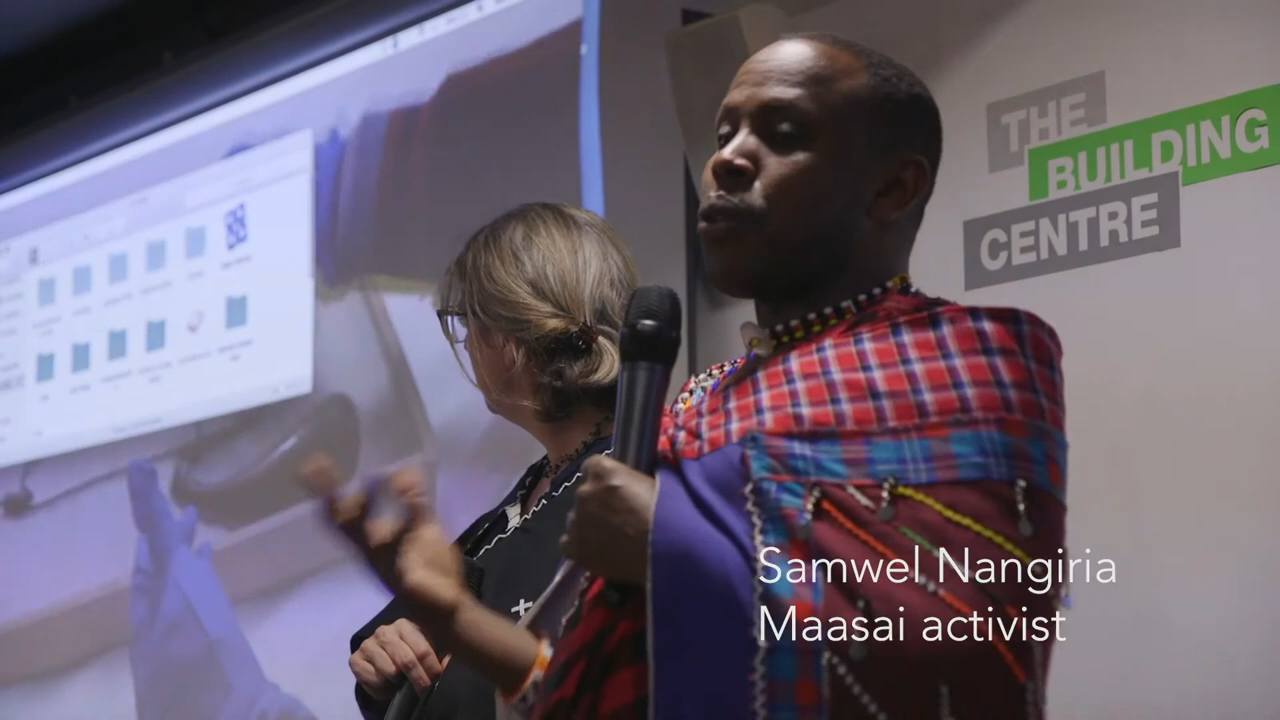 THE
BUILDING
CENTRE
Samwel Nangiria
Maasai activist